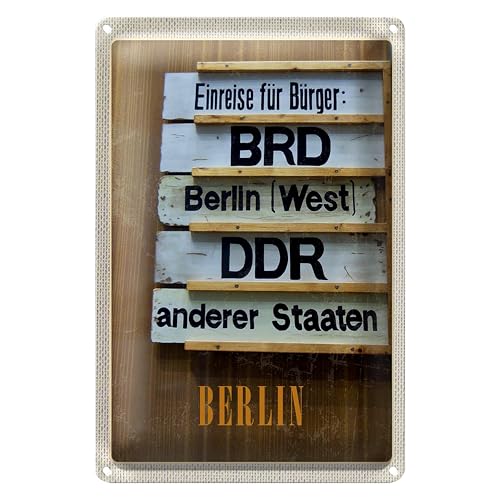 Einreise für Bürger:
BRD
Berlin (West)
DDR
anderer Staaten
BERLIN